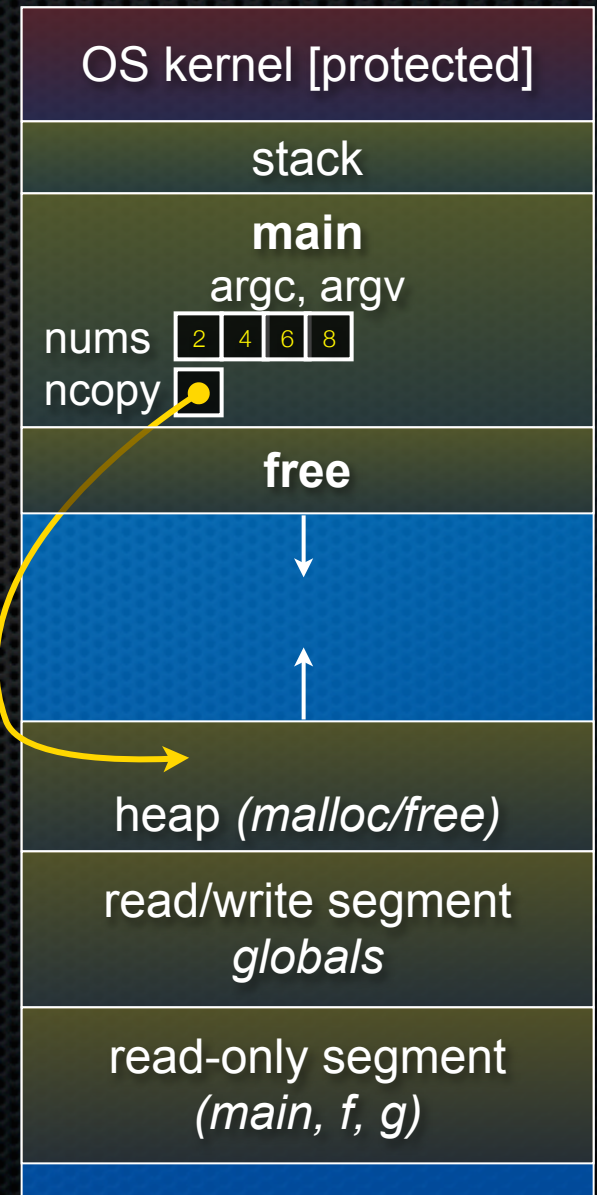 OS kernel [protected]
stack
main
argc, argv
nums 2 4 6 8
ncopy
free
heap (malloc/free)
read/write segment
globals
read-only segment
(main, f, g)